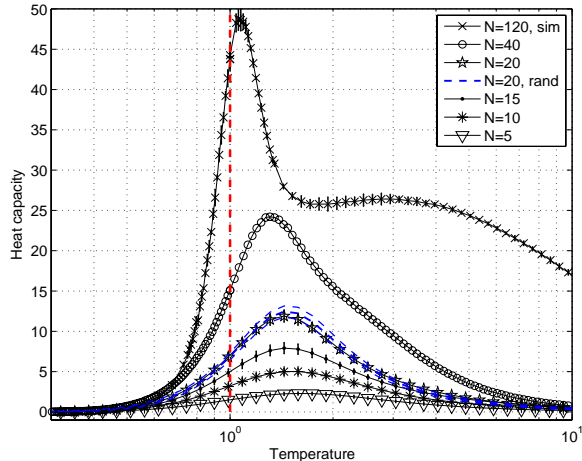 50
45
40
35
30
25
20
15
10
5
0
Heat capacity
N=120, sim
N=40
N=20
N=20, rand
N=15
N=10
N=5
10^0
10^1
Temperature